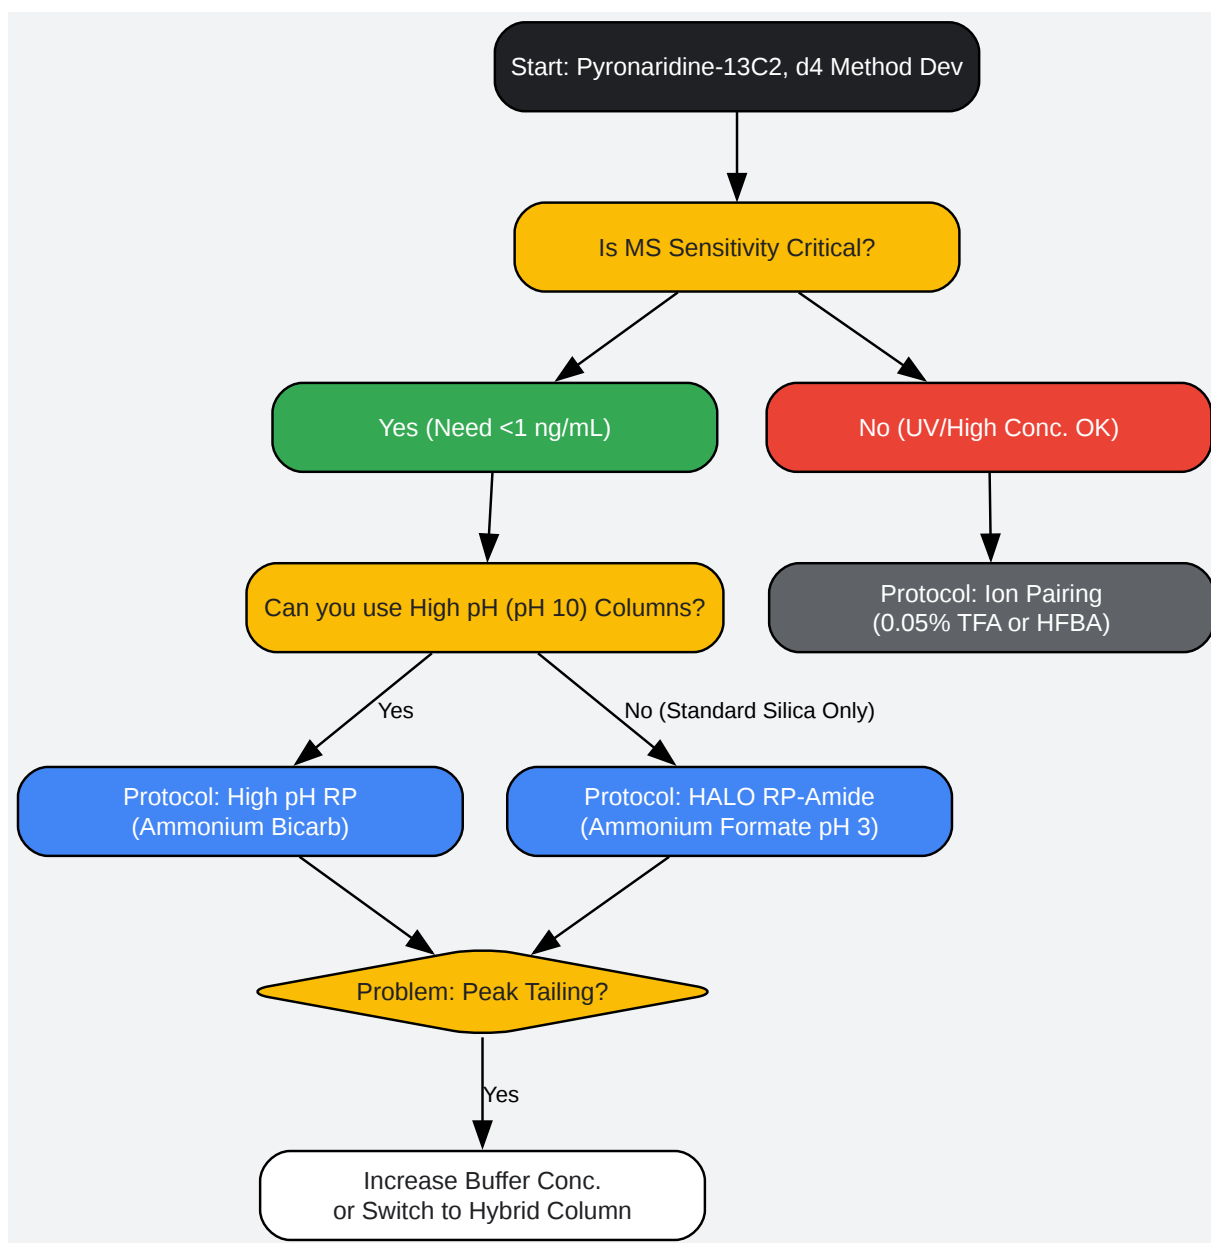 Start: Pyronaridine-13C2, d4 Method Dev
Is MS Sensitivity Critical?
Yes (Need <1 ng/mL)
No (UV/High Conc. OK)
Can you use High pH (pH 10) Columns?
Protocol: Ion Pairing
(0.05% TFA or HFBA)
Yes
No (Standard Silica Only)
Protocol: High pH RP
(Ammonium Bicarb)
Protocol: HALO RP-Amide
(Ammonium Formate pH 3)
Problem: Peak Tailing?
Yes
Increase Buffer Conc.
or Switch to Hybrid Column